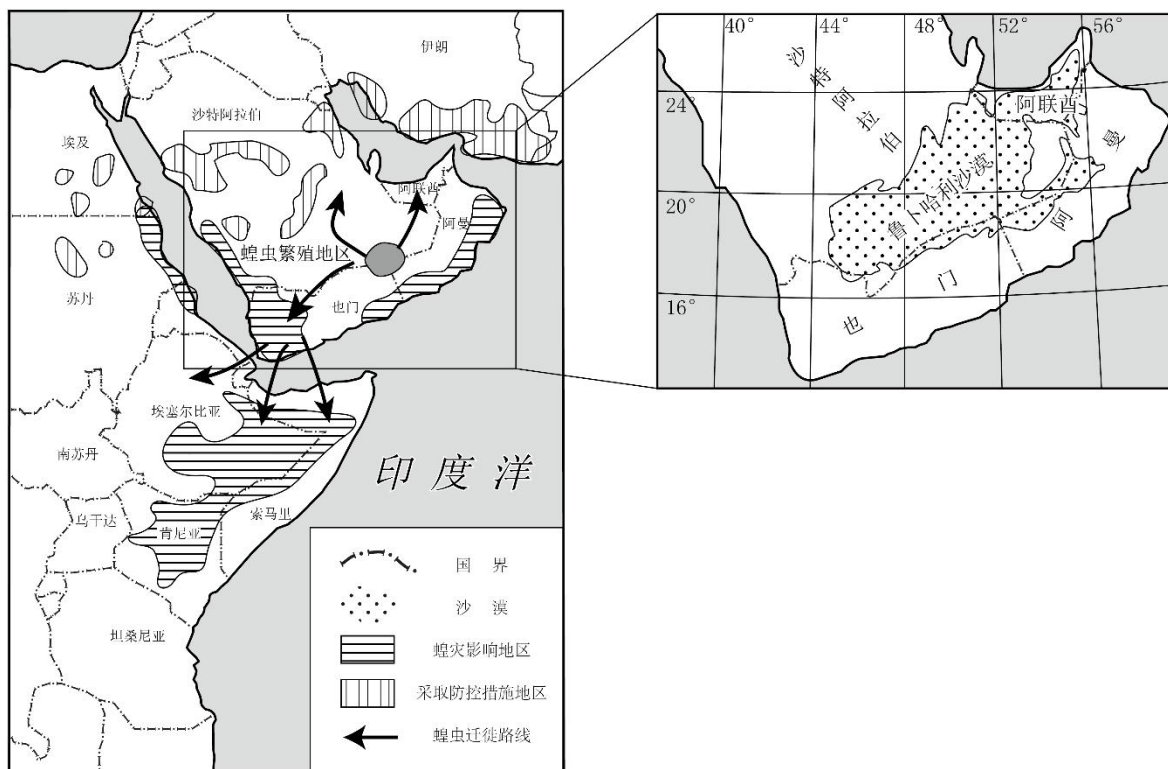 伊朗
沙特阿拉伯
埃及
阿联酋
阿曼
蝗虫繁殖地区
苏丹
也门
埃塞尔比亚
南苏丹
印度洋
乌干达
肯尼亚
索马里
坦桑尼亚
国界
沙漠
蝗灾影响地区
采取防控措施地区
蝗虫迁徙路线
40° 44° 48° 52° 56°
沙特阿拉伯
24°
阿联酋
阿曼
鲁卜哈利沙漠
20°
16°
也门